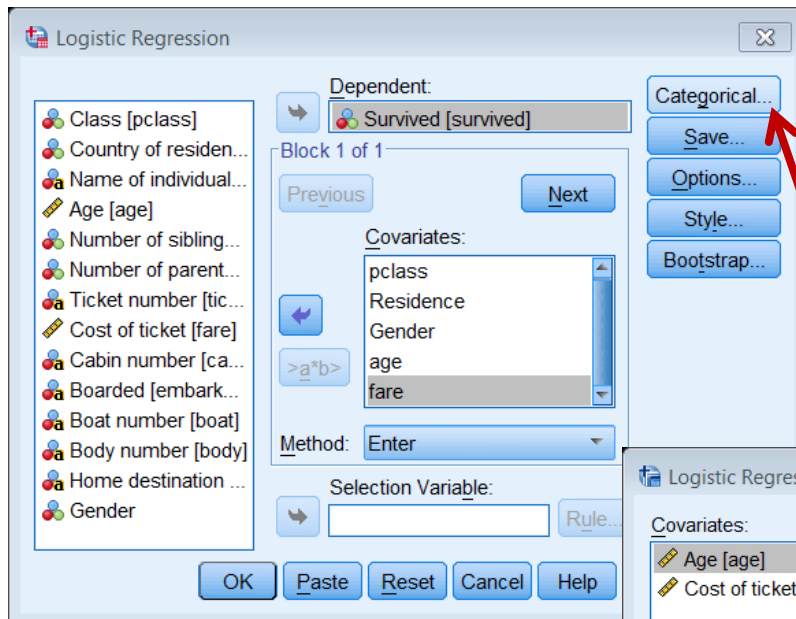 Logistic Regression
Class [pclass]
Country of residen...
Name of individual...
Age [age]
Number of sibling...
Number of parent...
Ticket number [tic...
Cost of ticket [fare]
Cabin number [ca...
Boarded [embark...
Boat number [boat]
Body number [body]
Home destination ...
Gender
Dependent:
Survived [survived]
Block 1 of 1
Previous
Next
Covariates:
pclass
Residence
Gender
age
fare
>a*b>
Method: Enter
Selection Variable:
Rule...
Categorical...
Save...
Options...
Style...
Bootstrap...
OK Paste Reset Cancel Help
Logistic Regres
Covariates:
Age [age]
Cost of ticket